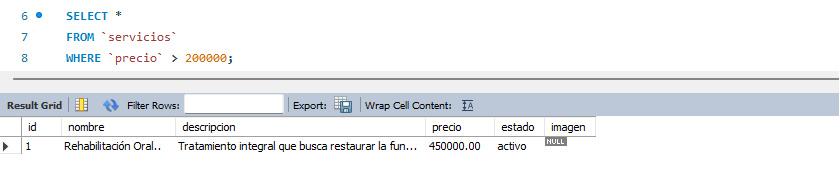 6 SELECT *
7 FROM `servicios`
8 WHERE `precio` > 200000;
Result Grid Filter Rows: Export: Wrap Cell Content:
id nombre descripcion precio estado imagen
1 Rehabilitación Oral.. Tratamiento integral que busca restaurar la fun... 450000.00 activo NULL